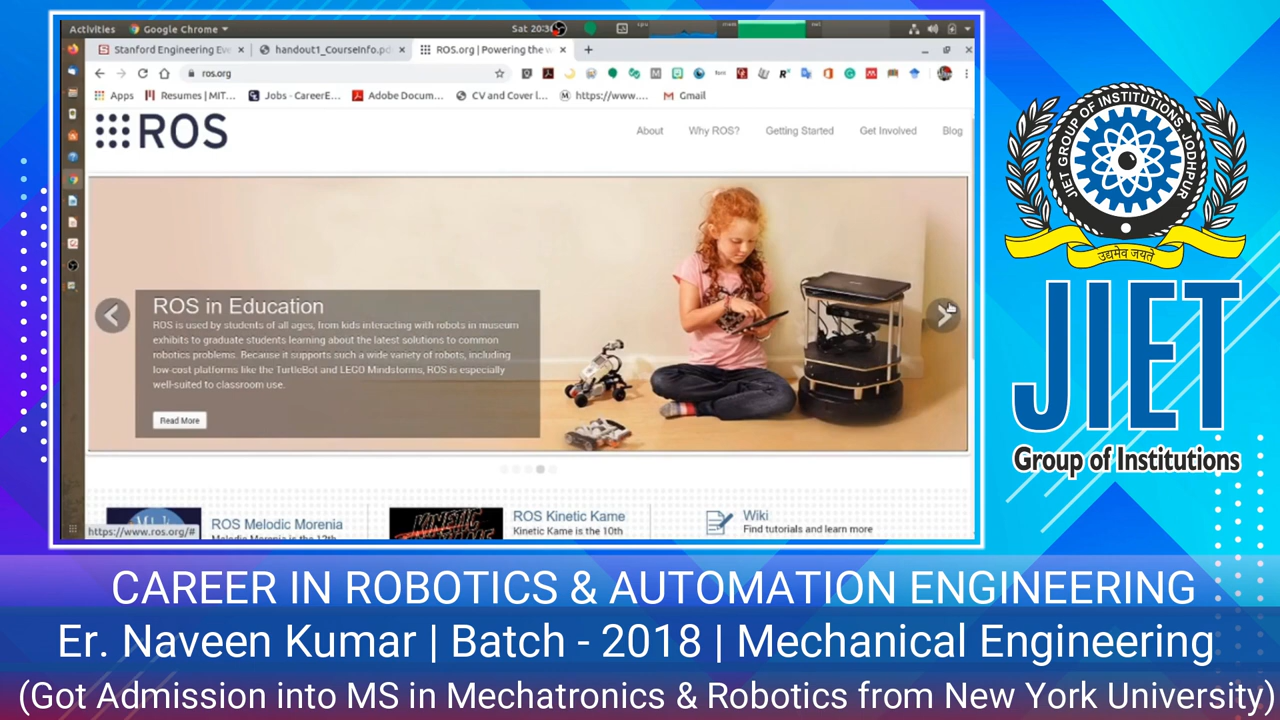 Activities Google Chrome Sat 20:3
Stanford Engineering Eve handout1_CourseInfo.pd ROS.org | Powering the w
ros.org
Apps Resumes | MIT... Jobs - CareerE... Adobe Docum... CV and Cover l... https://www.... Gmail
ROS
About Why ROS? Getting Started Get Involved Blog
ROS in Education
ROS is used by students of all ages, from kids interacting with robots in museum
exhibits to graduate students learning about the latest solutions to common
robotics problems. Because it supports such a wide variety of robots, including
low-cost platforms like the TurtleBot and LEGO Mindstorms, ROS is especially
well-suited to classroom use.
Read More
ROS Melodic Morenia
Melodic Morenia is the 12th
ROS Kinetic Kame
Kinetic Kame is the 10th
Wiki
Find tutorials and learn more
https://www.ros.org/#
JIET GROUP OF INSTITUTIONS, JODHPUR
उद्यमेव जयते
JIET
Group of Institutions
CAREER IN ROBOTICS & AUTOMATION ENGINEERING
Er. Naveen Kumar | Batch - 2018 | Mechanical Engineering
(Got Admission into MS in Mechatronics & Robotics from New York University)